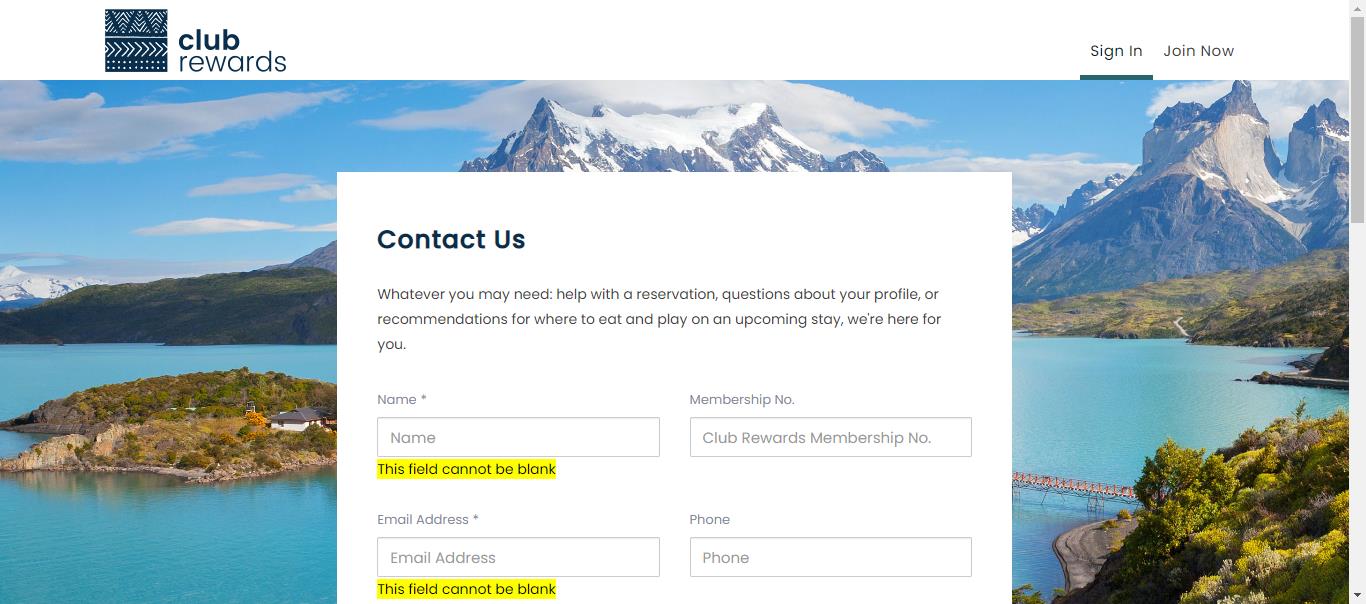 club
rewards
Sign In
Join Now
Contact Us
Whatever you may need: help with a reservation, questions about your profile, or
recommendations for where to eat and play on an upcoming stay, we're here for
you.
Name *
Membership No.
Name
Club Rewards Membership No.
This field cannot be blank
Email Address *
Phone
Email Address
Phone
This field cannot be blank